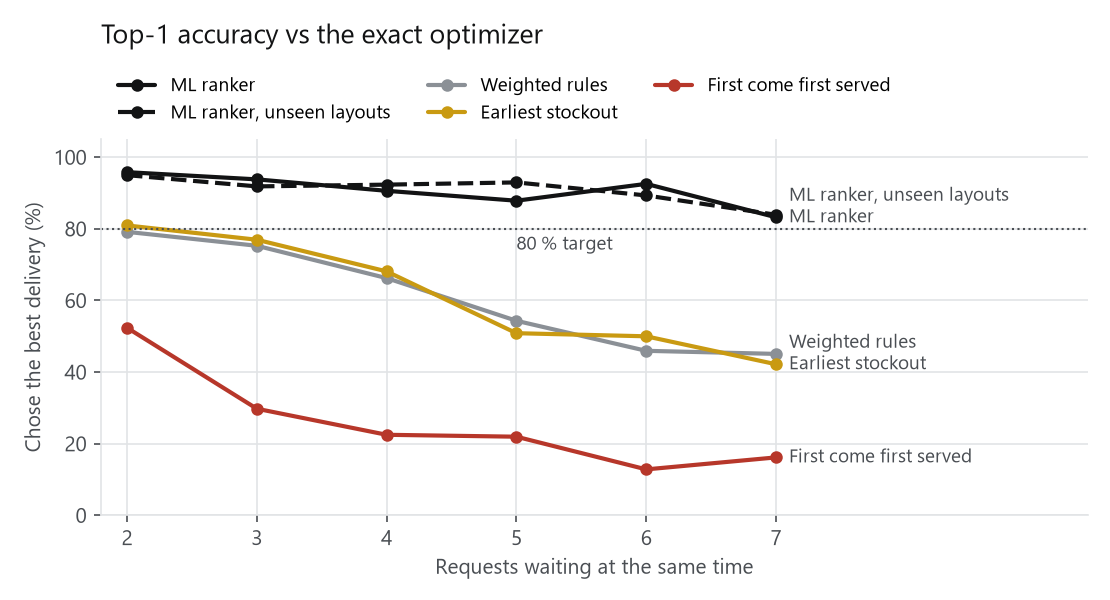 Top-1 accuracy vs the exact optimizer
ML ranker
ML ranker, unseen layouts
Weighted rules
Earliest stockout
First come first served
Chose the best delivery (%)
100
80
60
40
20
0
80 % target
ML ranker, unseen layouts
ML ranker
Weighted rules
Earliest stockout
First come first served
2 3 4 5 6 7
Requests waiting at the same time